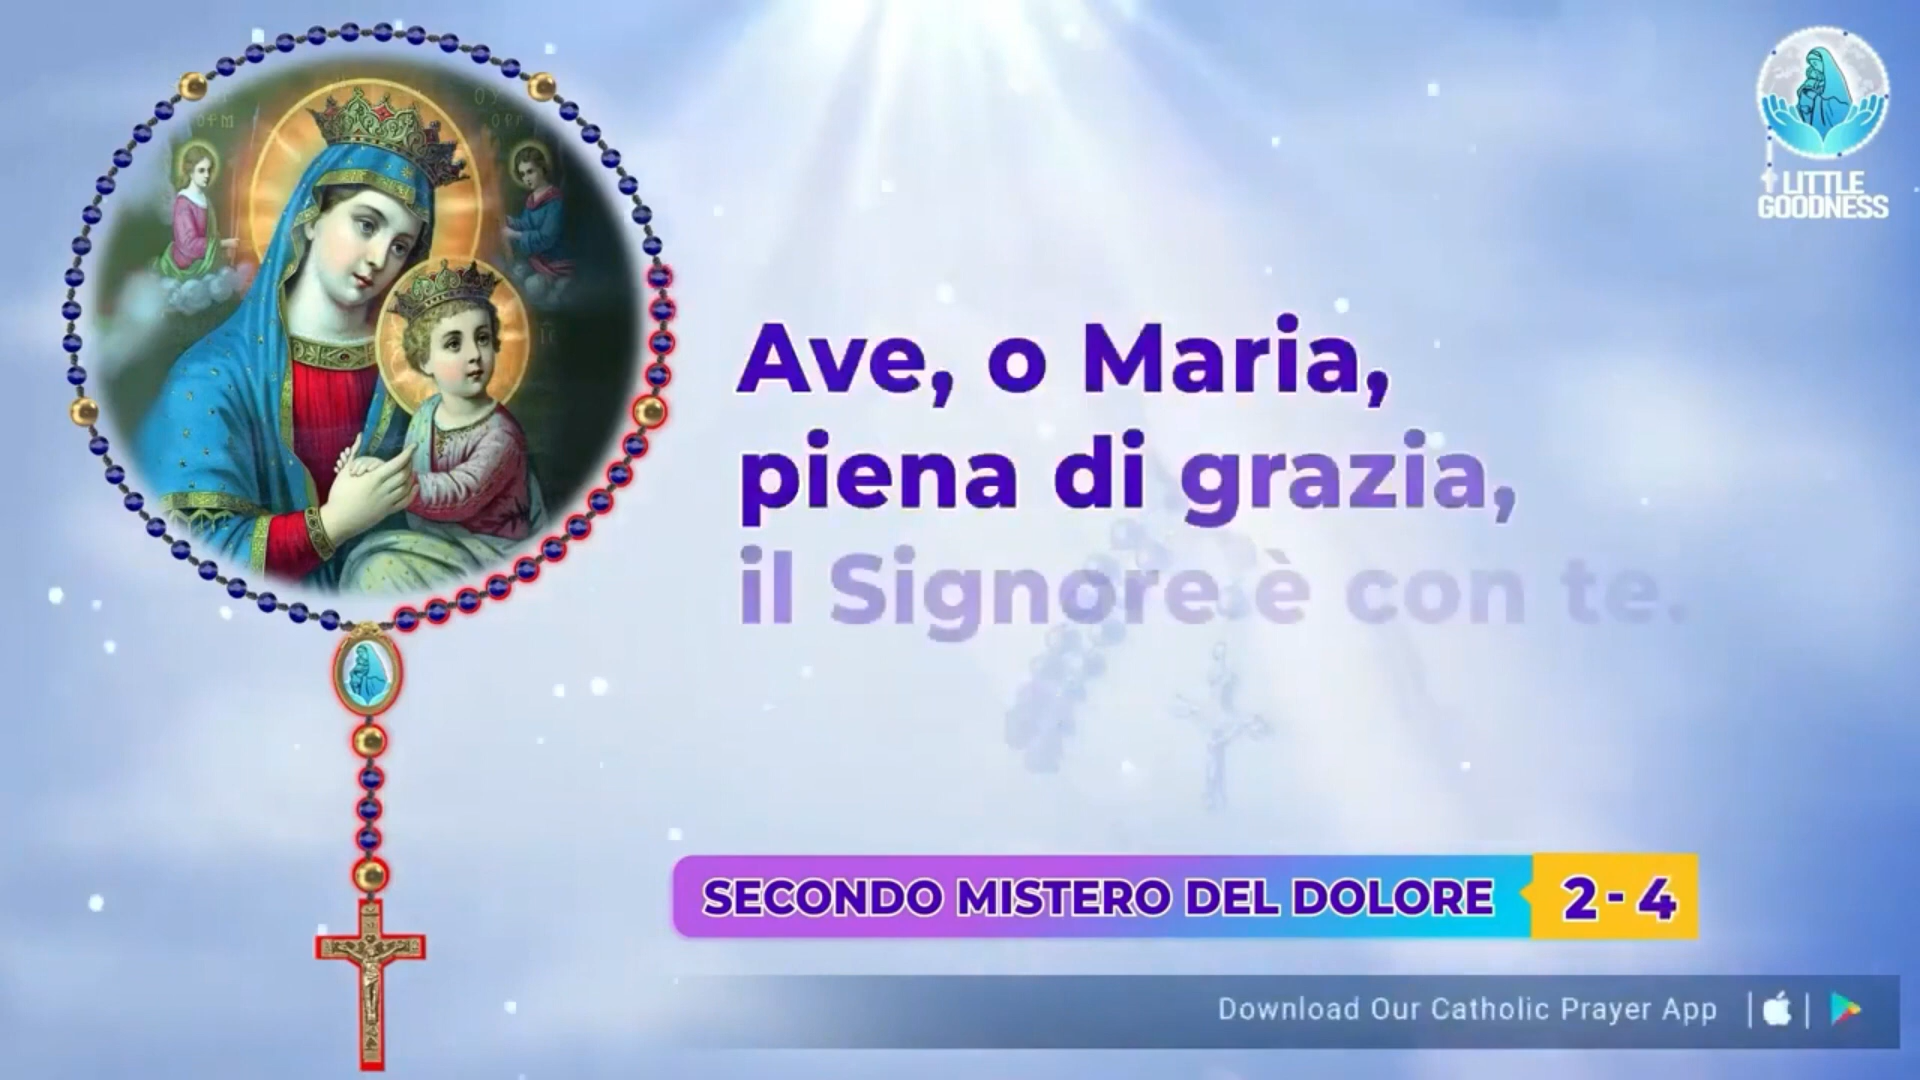 LITTLE
GOODNESS
Ave, o Maria,
piena di grazia,
il Signore è con te.
SECONDO MISTERO DEL DOLORE 2 - 4
Download Our Catholic Prayer App